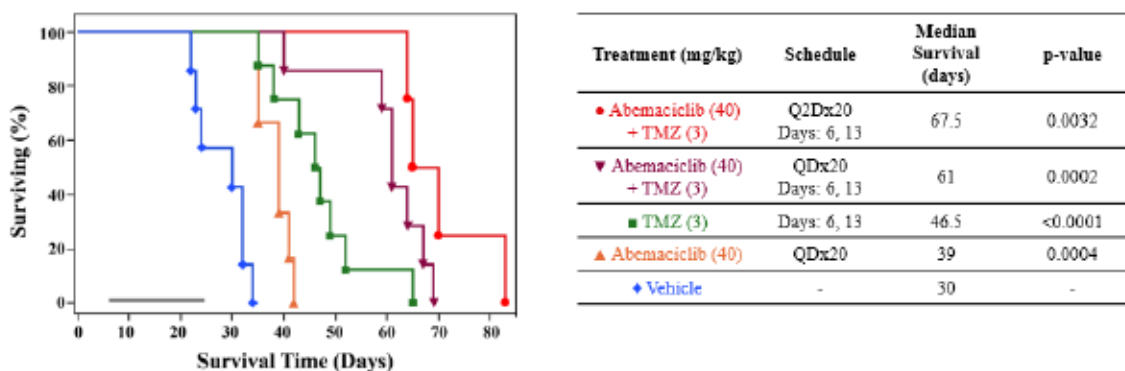 100
80
60
40
20
0
Surviving (%)
0 10 20 30 40 50 60 70 80
Survival Time (Days)
Treatment (mg/kg) Schedule Median Survival (days) p-value
Abemaciclib (40) + TMZ (3) Q2Dx20 Days: 6, 13 67.5 0.0032
Abemaciclib (40) + TMZ (3) QDx20 Days: 6, 13 61 0.0002
TMZ (3) Days: 6, 13 46.5 <0.0001
Abemaciclib (40) QDx20 39 0.0004
Vehicle - 30 -